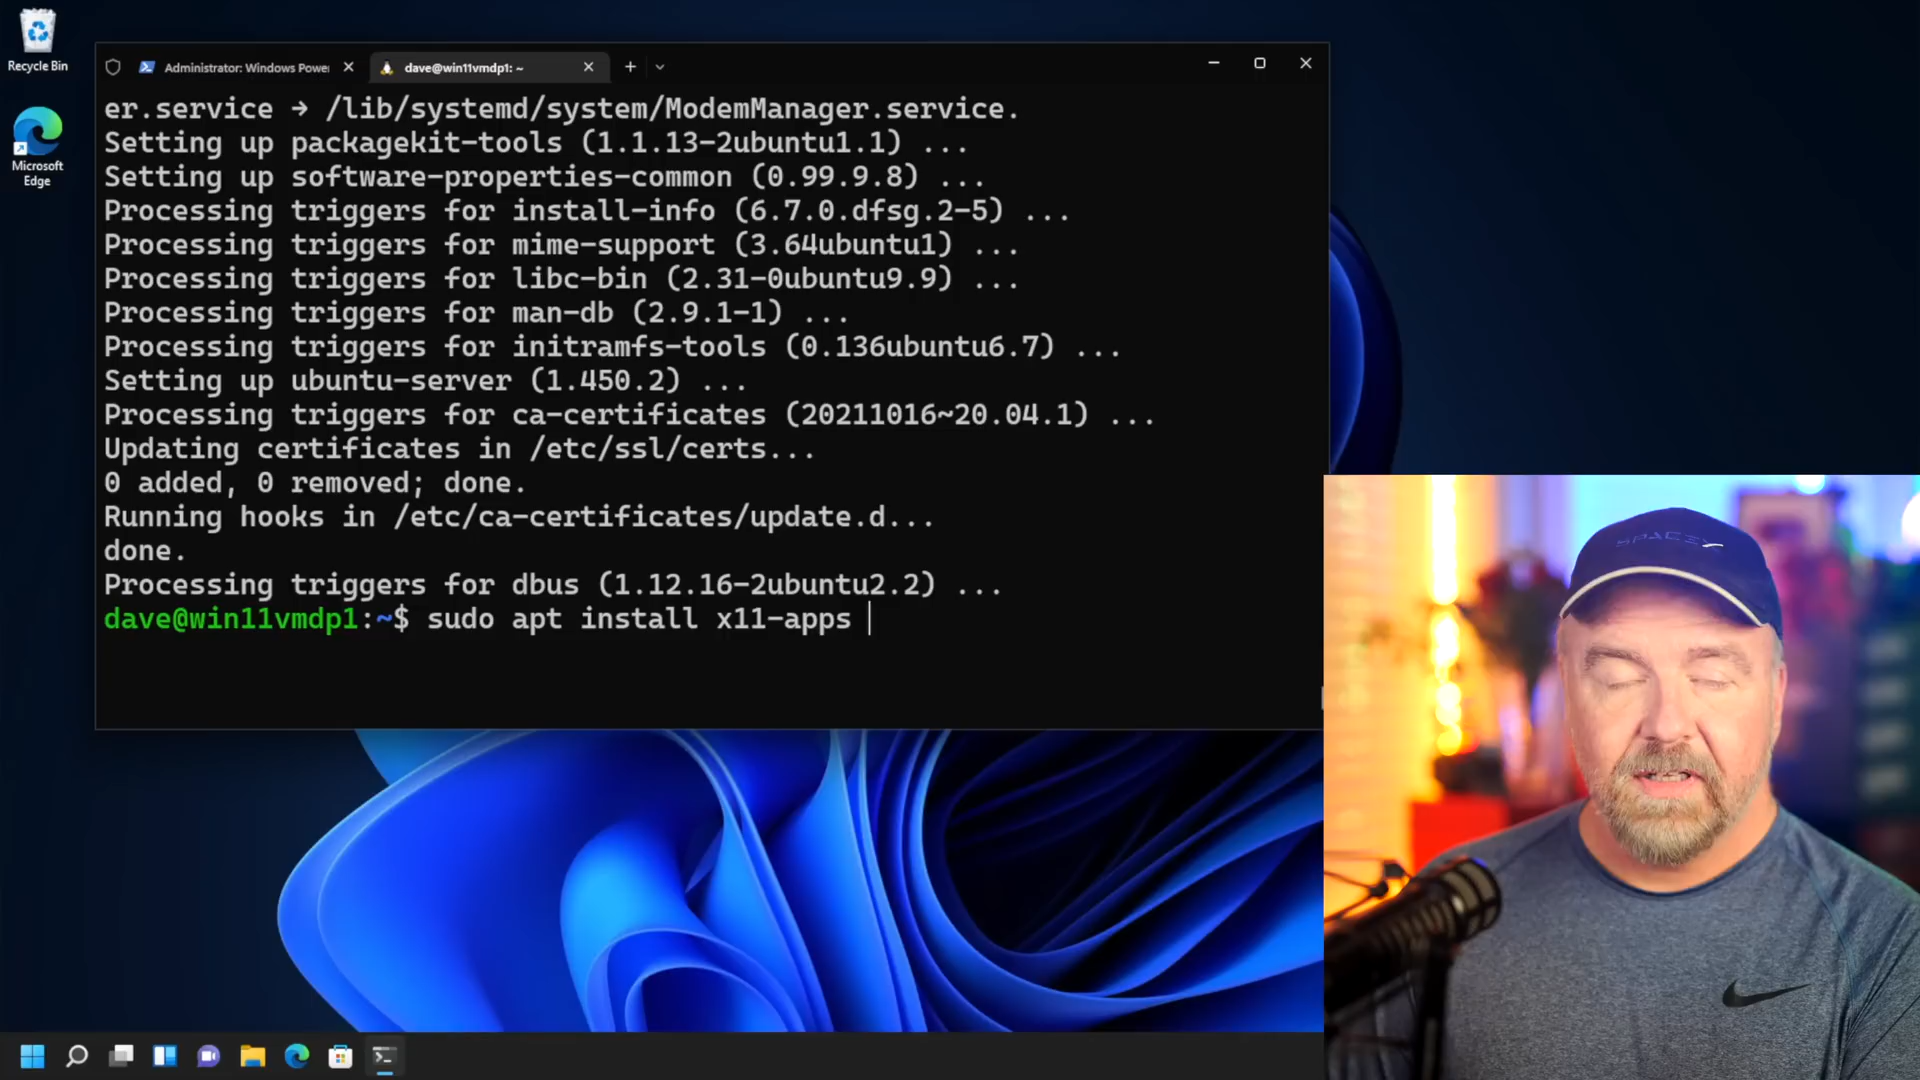 Recycle Bin
Microsoft
Edge
Administrator: Windows Power
dave@win11vmdp1: ~
er.service → /lib/systemd/system/ModemManager.service.
Setting up packagekit-tools (1.1.13-2ubuntu1.1) ...
Setting up software-properties-common (0.99.9.8) ...
Processing triggers for install-info (6.7.0.dfsg.2-5) ...
Processing triggers for mime-support (3.64ubuntu1) ...
Processing triggers for libc-bin (2.31-0ubuntu9.9) ...
Processing triggers for man-db (2.9.1-1) ...
Processing triggers for initramfs-tools (0.136ubuntu6.7) ...
Setting up ubuntu-server (1.450.2) ...
Processing triggers for ca-certificates (20211016~20.04.1) ...
Updating certificates in /etc/ssl/certs...
0 added, 0 removed; done.
Running hooks in /etc/ca-certificates/update.d...
done.
Processing triggers for dbus (1.12.16-2ubuntu2.2) ...
dave@win11vmdp1:~$ sudo apt install x11-apps
SPACEX